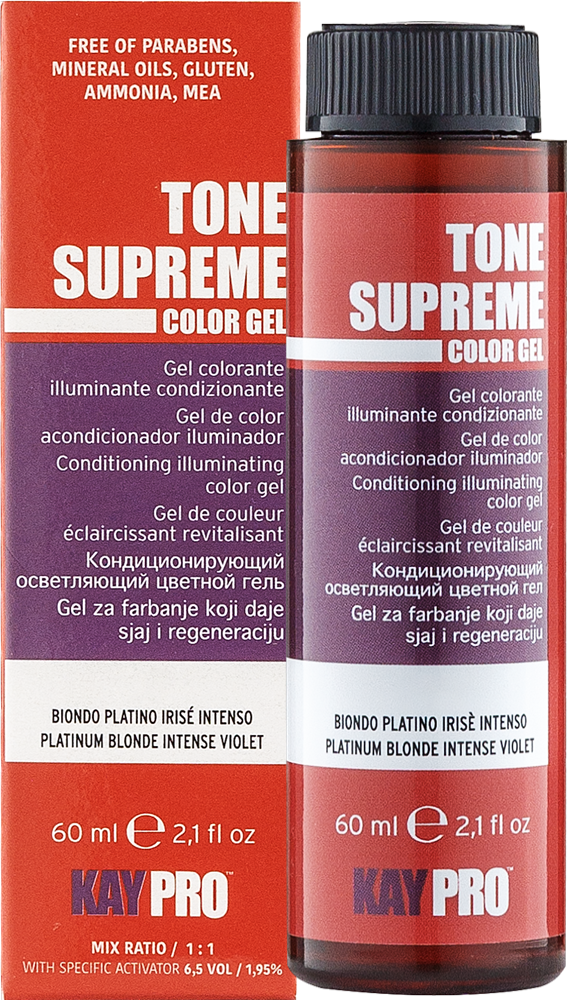 FREE OF PARABENS,
MINERAL OILS, GLUTEN,
AMMONIA, MEA
TONE
SUPREME
COLOR GEL
Gel colorante
illuminante condizionante
Gel de color
acondicionador iluminador
Conditioning illuminating
color gel
Gel de couleur
éclaircissant revitalisant
Кондиционирующий
осветляющий цветной гель
Gel za farbanje koji daje
sjaj i regeneraciju
BIONDO PLATINO IRISÉ INTENSO
PLATINUM BLONDE INTENSE VIOLET
60 ml e 2,1 fl oz
KAYPRO™
MIX RATIO / 1 : 1
WITH SPECIFIC ACTIVATOR 6,5 VOL / 1,95%
TONE
SUPREME
COLOR GEL
Gel colorante
illuminante condizionante
Gel de color
acondicionador iluminador
Conditioning illuminating
color gel
Gel de couleur
éclaircissant revitalisant
Кондиционирующий
осветляющий цветной гел
Gel za farbanje koji daje
sjaj i regeneraciju
BIONDO PLATINO IRISÈ INTENSO
PLATINUM BLONDE INTENSE VIOLET
60 ml e 2,1 fl oz
KAYPRO™